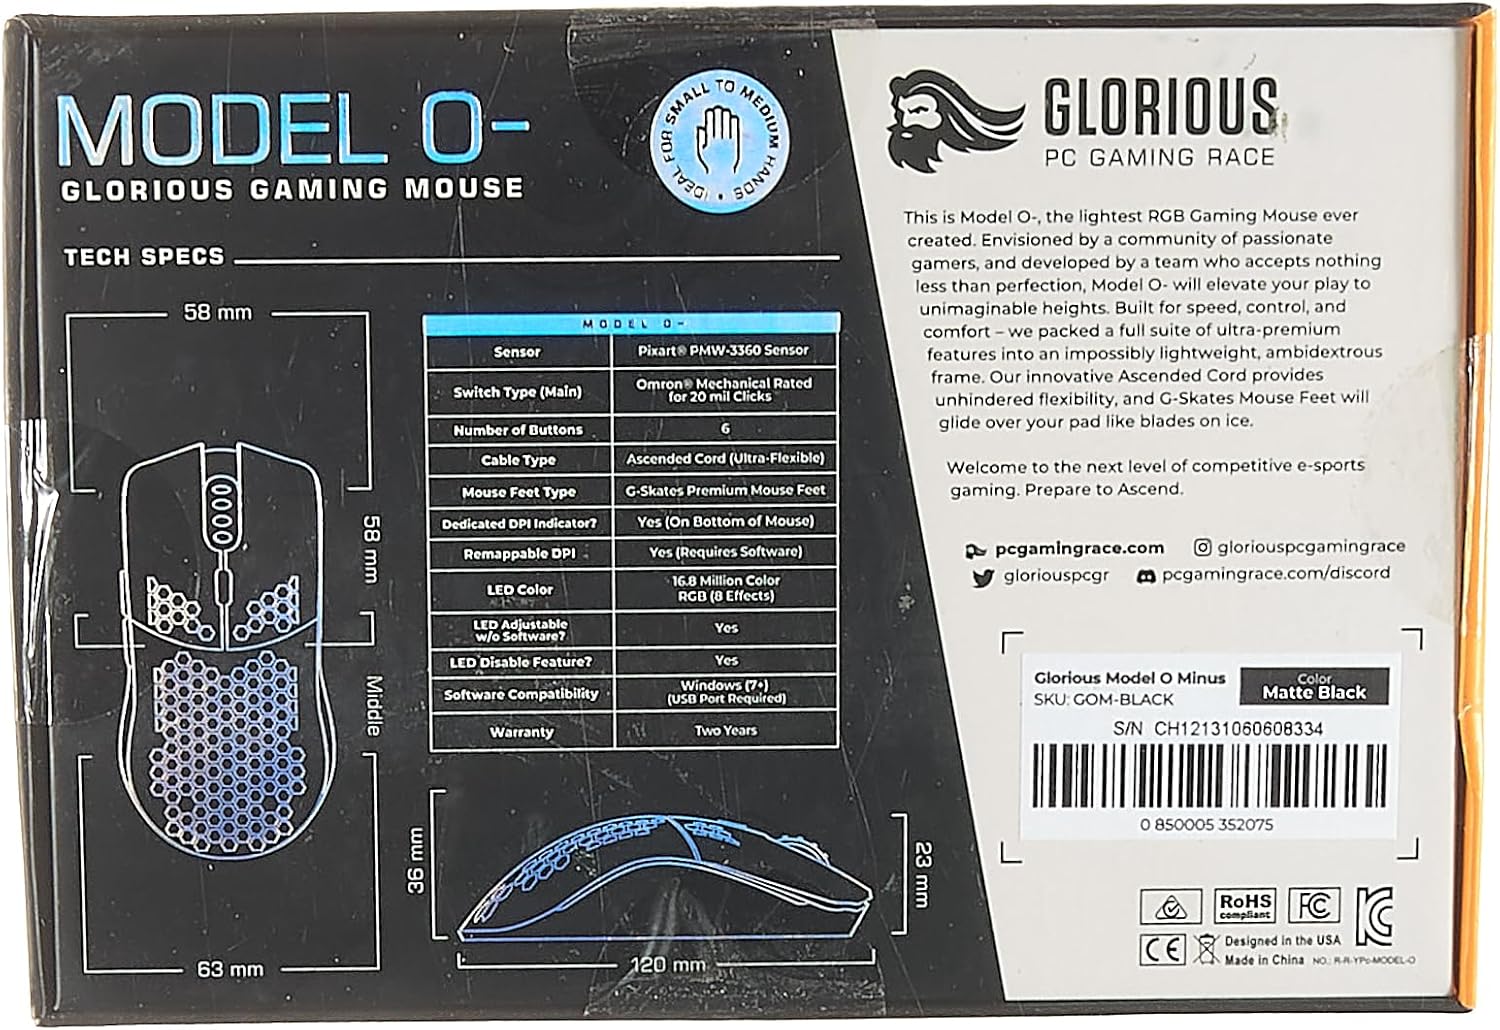 MODEL O-
GLORIOUS GAMING MOUSE
IDEAL FOR SMALL TO MEDIUM HANDS •
TECH SPECS
58 mm
58 mm
Middle
63 mm
MODEL O-
Sensor Pixart® PMW-3360 Sensor
Switch Type (Main) Omron® Mechanical Rated
for 20 mil Clicks
Number of Buttons 6
Cable Type Ascended Cord (Ultra-Flexible)
Mouse Feet Type G-Skates Premium Mouse Feet
Dedicated DPI Indicator? Yes (On Bottom of Mouse)
Remappable DPI Yes (Requires Software)
LED Color 16.8 Million Color
RGB (8 Effects)
LED Adjustable
w/o Software? Yes
LED Disable Feature? Yes
Software Compatibility Windows (7+)
(USB Port Required)
Warranty Two Years
36 mm
23 mm
120 mm
GLORIOUS
PC GAMING RACE
This is Model O-, the lightest RGB Gaming Mouse ever
created. Envisioned by a community of passionate
gamers, and developed by a team who accepts nothing
less than perfection, Model O- will elevate your play to
unimaginable heights. Built for speed, control, and
comfort – we packed a full suite of ultra-premium
features into an impossibly lightweight, ambidextrous
frame. Our innovative Ascended Cord provides
unhindered flexibility, and G-Skates Mouse Feet will
glide over your pad like blades on ice.
Welcome to the next level of competitive e-sports
gaming. Prepare to Ascend.
pcgamingrace.com gloriouspcgamingrace
gloriouspcgr pcgamingrace.com/discord
Glorious Model O Minus
SKU: GOM-BLACK
Color
Matte Black
S/N CH12131060608334
0 850005 352075
RoHS
compliant
FC
CE
Designed in the USA
Made in China NO.: R-R-YPc-MODEL-O